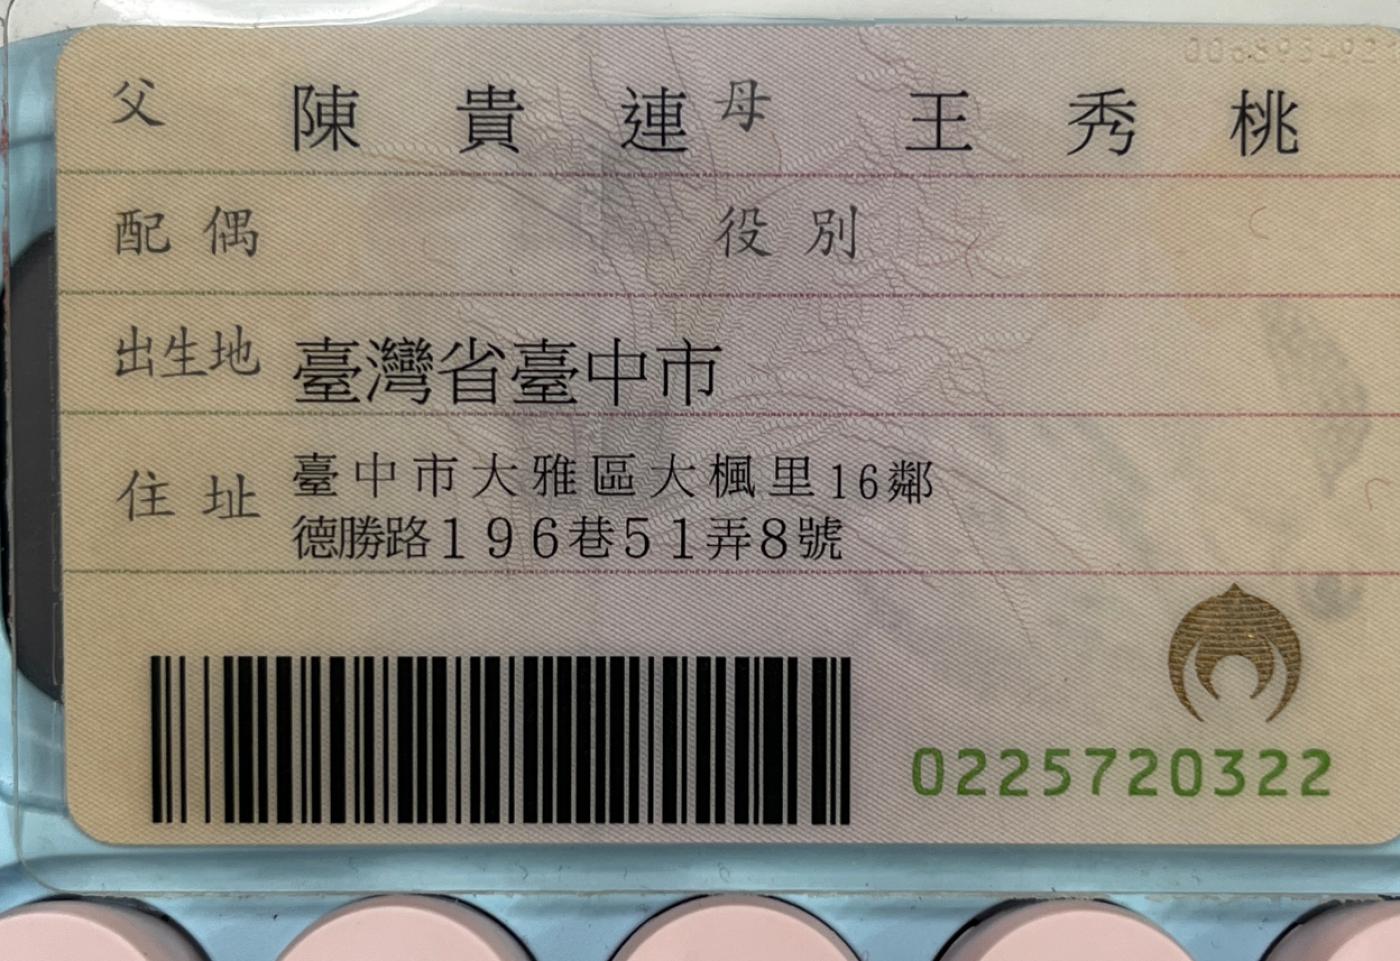 父 陳貴連 母 王秀桃
配偶 役別
出生地 臺灣省臺中市
住址 臺中市大雅區大楓里16鄰
德勝路196巷51弄8號
0225720322